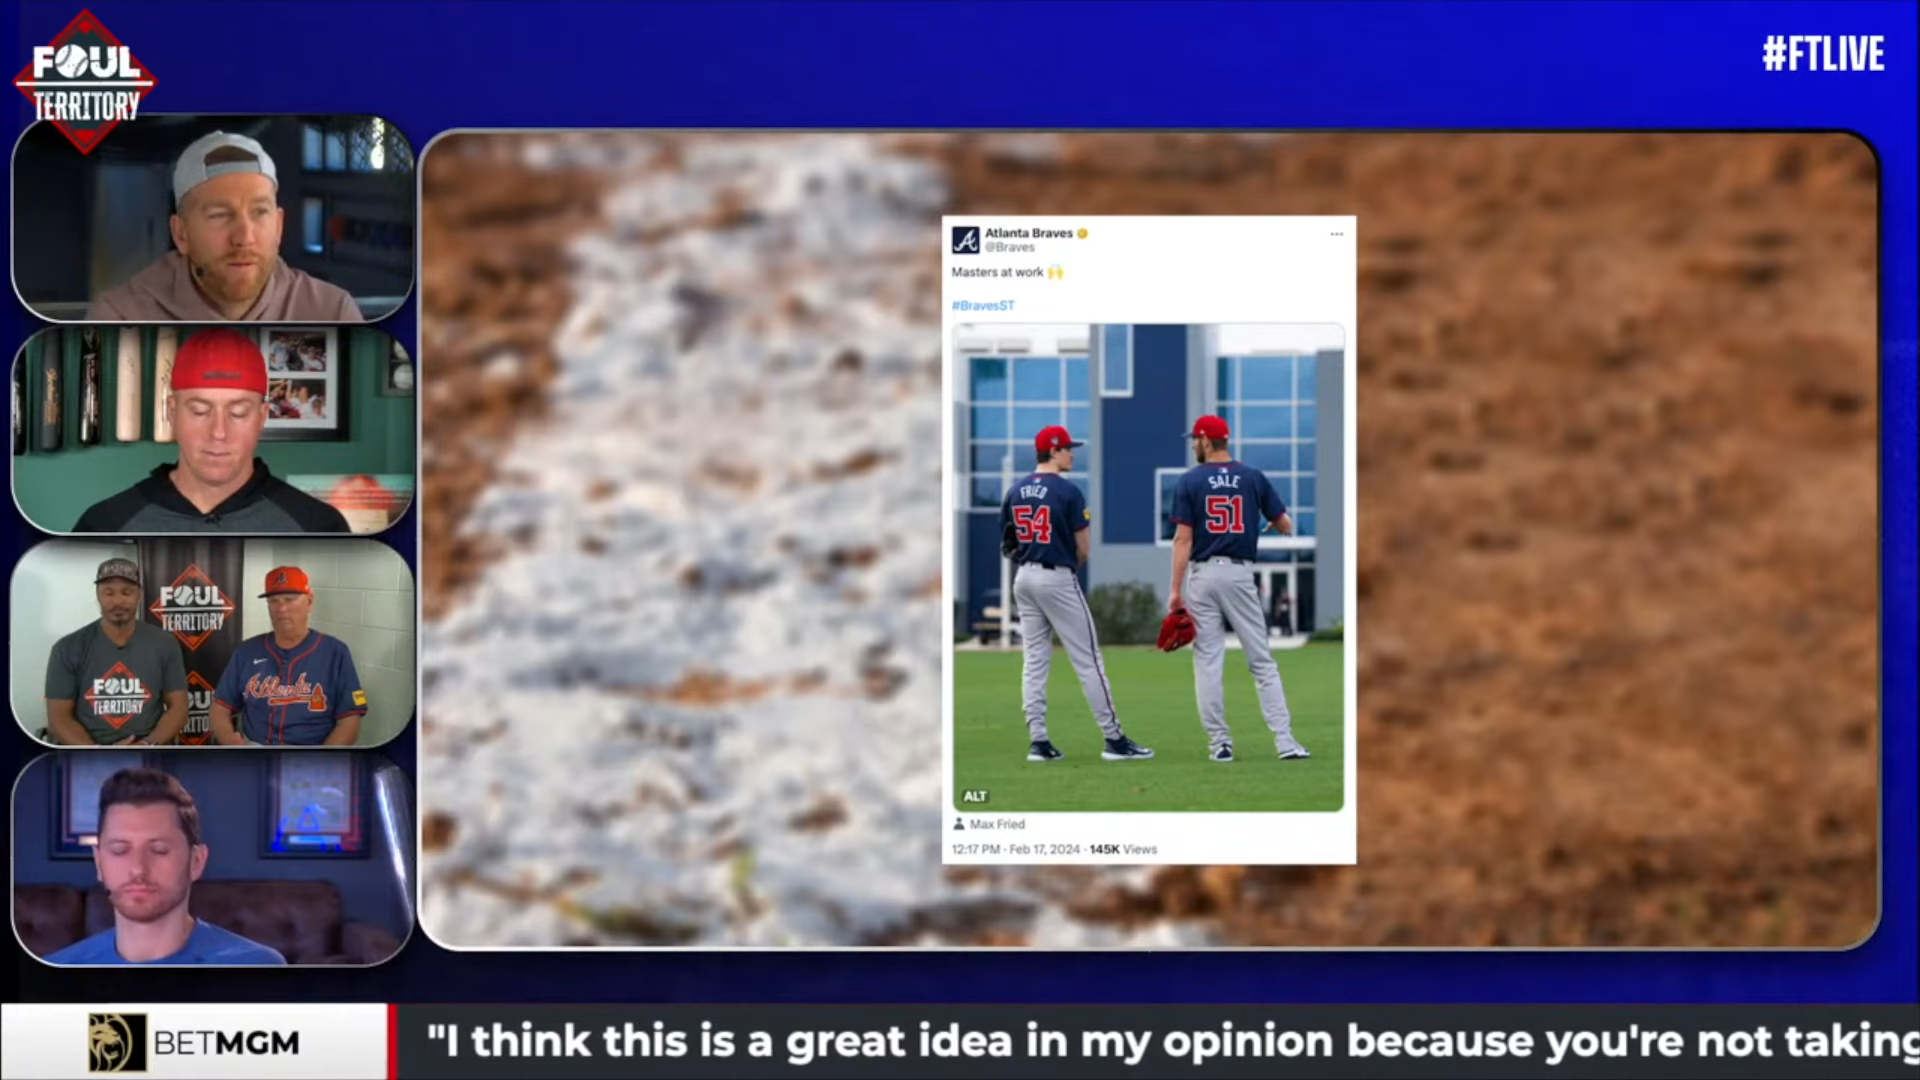 FOUL
TERRITORY
#FTLIVE
Atlanta Braves
@Braves
Masters at work
#BravesST
FRIED
54
SALE
51
ALT
Max Fried
12:17 PM · Feb 17, 2024 · 145K Views
FOUL
TERRITORY
FOUL
TERRITORY
Atlanta
BETMGM
"I think this is a great idea in my opinion because you're not taking